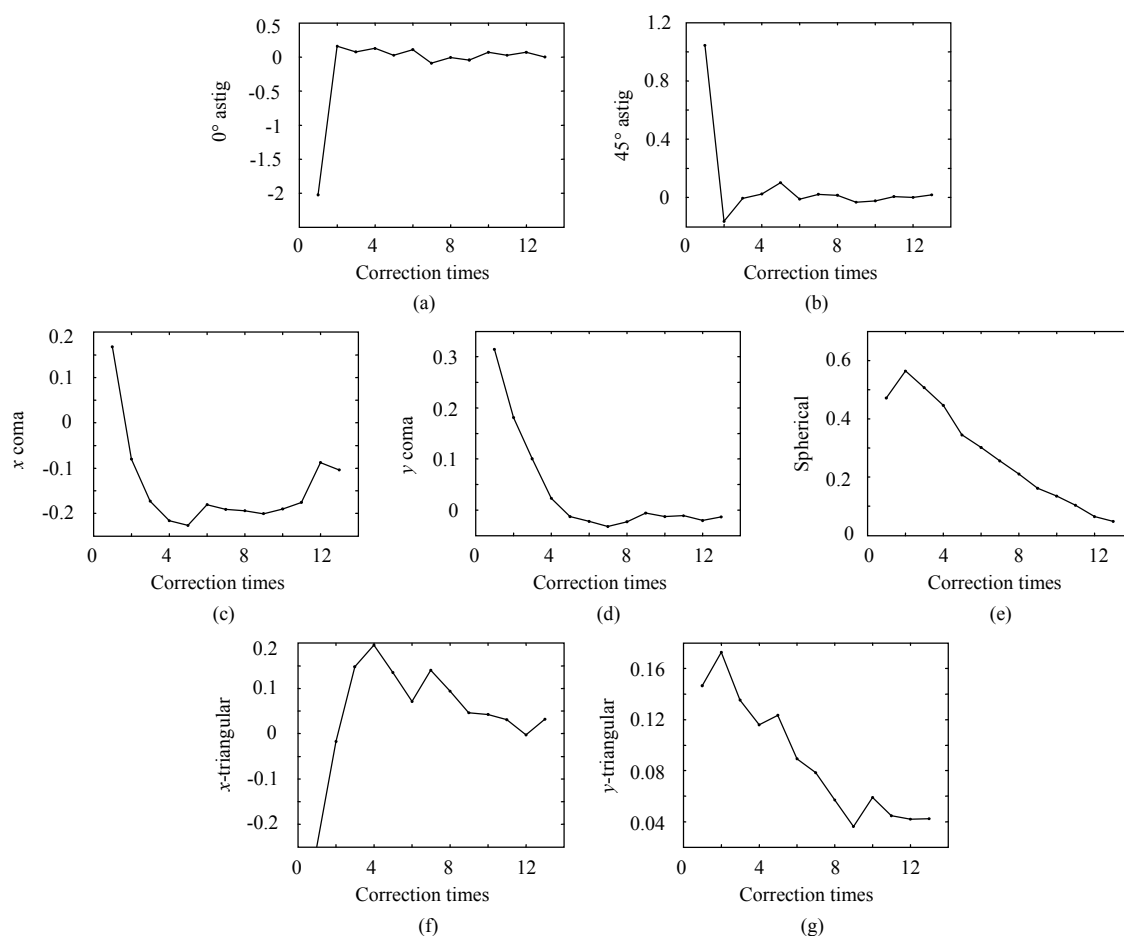 0.5
0
-0.5
-1
-1.5
-2
0° astig
0 4 8 12
Correction times
(a)
1.2
1.0
0.8
0.4
0
45° astig
0 4 8 12
Correction times
(b)
0.2
0.1
0
-0.1
-0.2
x coma
0 4 8 12
Correction times
(c)
0.3
0.2
0.1
0
y coma
0 4 8 12
Correction times
(d)
0.6
0.4
0.2
0
Spherical
0 4 8 12
Correction times
(e)
0.2
0.1
0
-0.1
-0.2
x-triangular
0 4 8 12
Correction times
(f)
0.16
0.12
0.08
0.04
y-triangular
0 4 8 12
Correction times
(g)